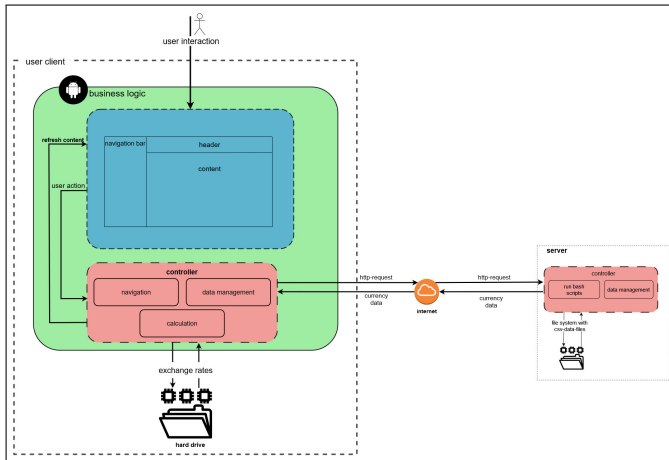 user interaction
user client
business logic
refresh content
navigation bar
header
content
user action
controller
navigation
data management
calculation
exchange rates
hard drive
http-request
currency
data
internet
http-request
currency
data
server
controller
run bash
scripts
data management
file system with
csv-data-files